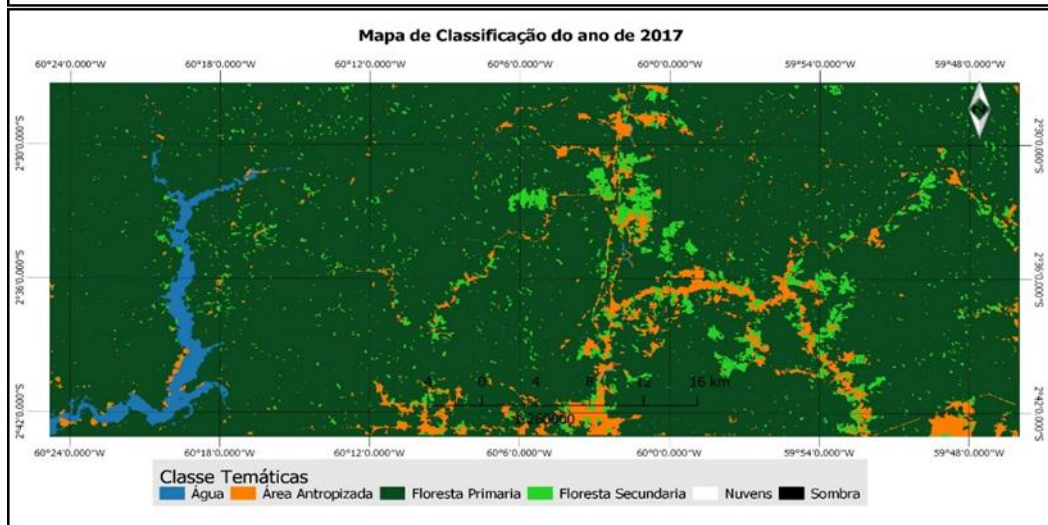 Mapa de Classificação do ano de 2017
60°24'0.000"W 60°18'0.000"W 60°12'0.000"W 60°6'0.000"W 60°0'0.000"W 59°54'0.000"W 59°48'0.000"W
2°30'0.000"S 2°30'0.000"S
2°36'0.000"S 2°36'0.000"S
4 0 4 8 12 16 km
2°42'0.000"S 2°42'0.000"S
60°24'0.000"W 60°18'0.000"W 60°12'0.000"W 60°6'0.000"W 60°0'0.000"W 59°54'0.000"W 59°48'0.000"W
Classe Temáticas
Água Área Antropizada Floresta Primaria Floresta Secundaria Nuvens Sombra